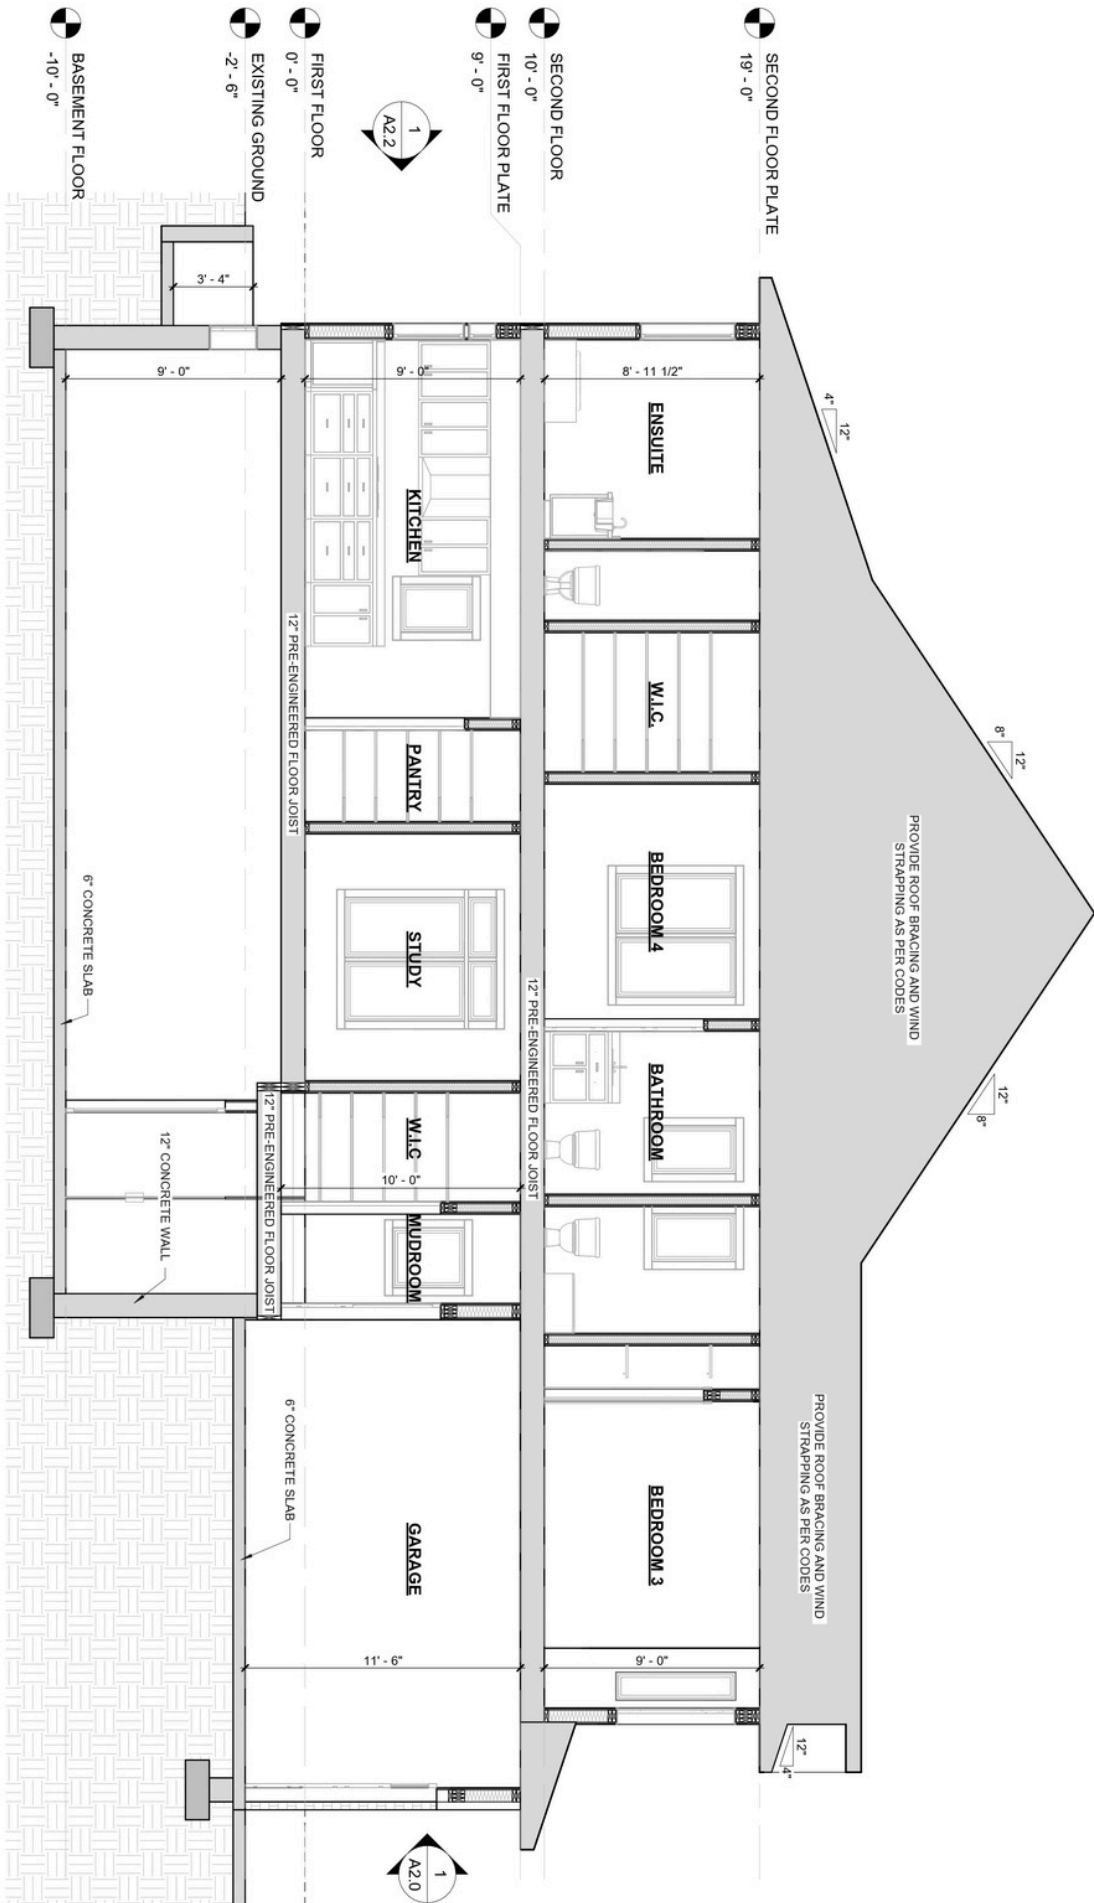 SECOND FLOOR PLATE
19' - 0"
SECOND FLOOR
10' - 0"
FIRST FLOOR PLATE
9' - 0"
FIRST FLOOR
0' - 0"
EXISTING GROUND
-2' - 6"
BASEMENT FLOOR
-10' - 0"
1
A2.2
12"
4"
12"
8"
12"
8"
12"
4"
PROVIDE ROOF BRACING AND WIND
STRAPPING AS PER CODES
PROVIDE ROOF BRACING AND WIND
STRAPPING AS PER CODES
8' - 11 1/2"
ENSUITE
W.I.C.
BEDROOM 4
BATHROOM
BEDROOM 3
9' - 0"
12" PRE-ENGINEERED FLOOR JOIST
9' - 0"
KITCHEN
PANTRY
STUDY
W.I.C
10' - 0"
MUDROOM
GARAGE
11' - 6"
1
A2.0
12" PRE-ENGINEERED FLOOR JOIST
12" PRE-ENGINEERED FLOOR JOIST
3' - 4"
9' - 0"
6" CONCRETE SLAB
12" CONCRETE WALL
6" CONCRETE SLAB